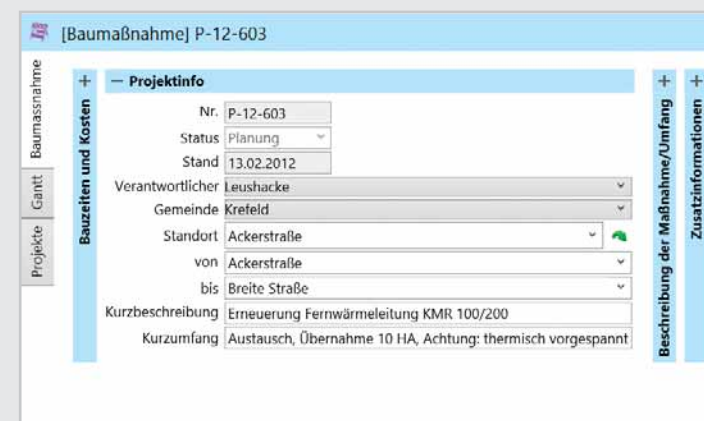 [Baumaßnahme] P-12-603
Baumassnahme
Gantt
Projekte
+
Bauzeiten und Kosten
— Projektinfo
Nr. P-12-603
Status Planung
Stand 13.02.2012
Verantwortlicher Leushacke
Gemeinde Krefeld
Standort Ackerstraße
von Ackerstraße
bis Breite Straße
Kurzbeschreibung Erneuerung Fernwärmeleitung KMR 100/200
Kurzumfang Austausch, Übernahme 10 HA, Achtung: thermisch vorgespannt
+
Beschreibung der Maßnahme/Umfang
+
Zusatzinformationen